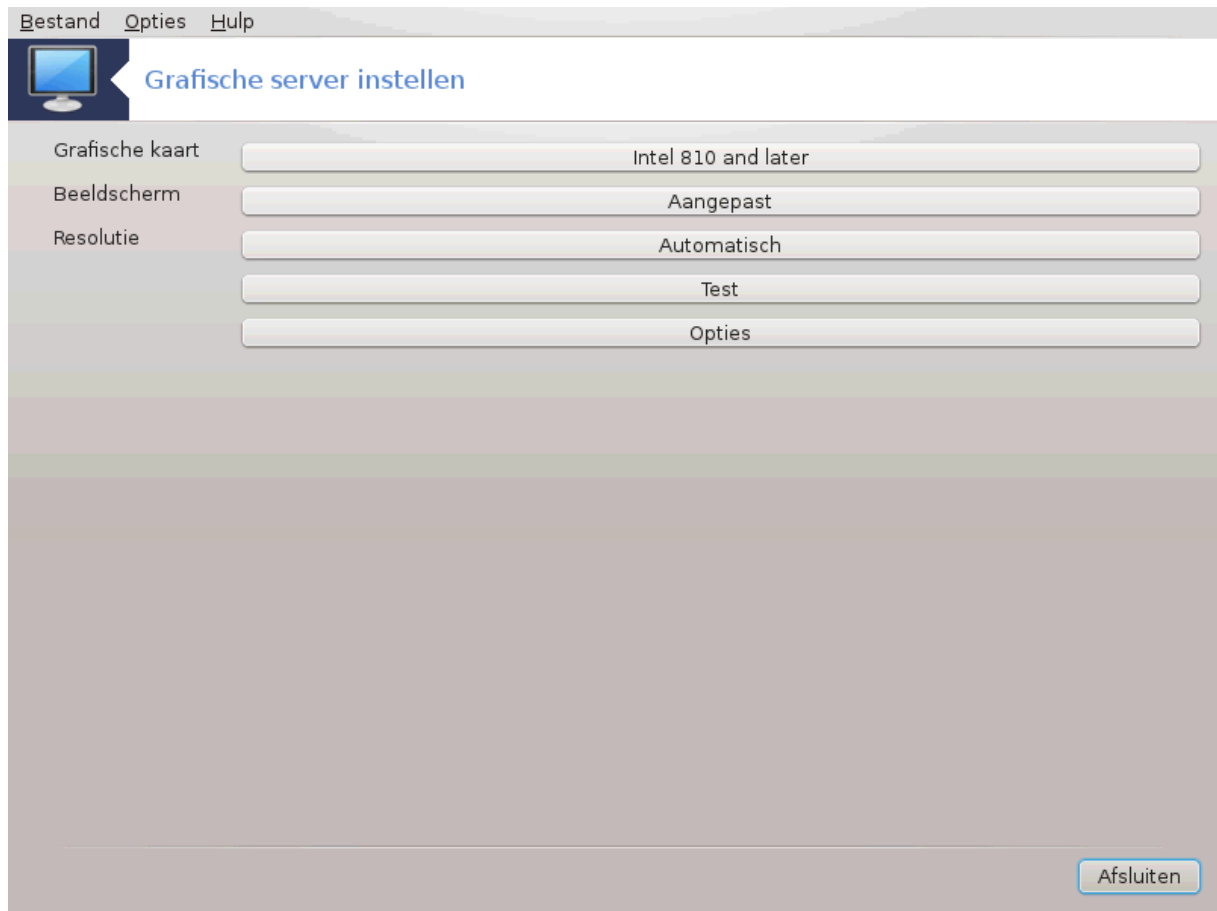 Bestand Opties Hulp
Grafische server instellen
Grafische kaart Intel 810 and later
Beeldscherm Aangepast
Resolutie Automatisch
Test
Opties
Afsluiten